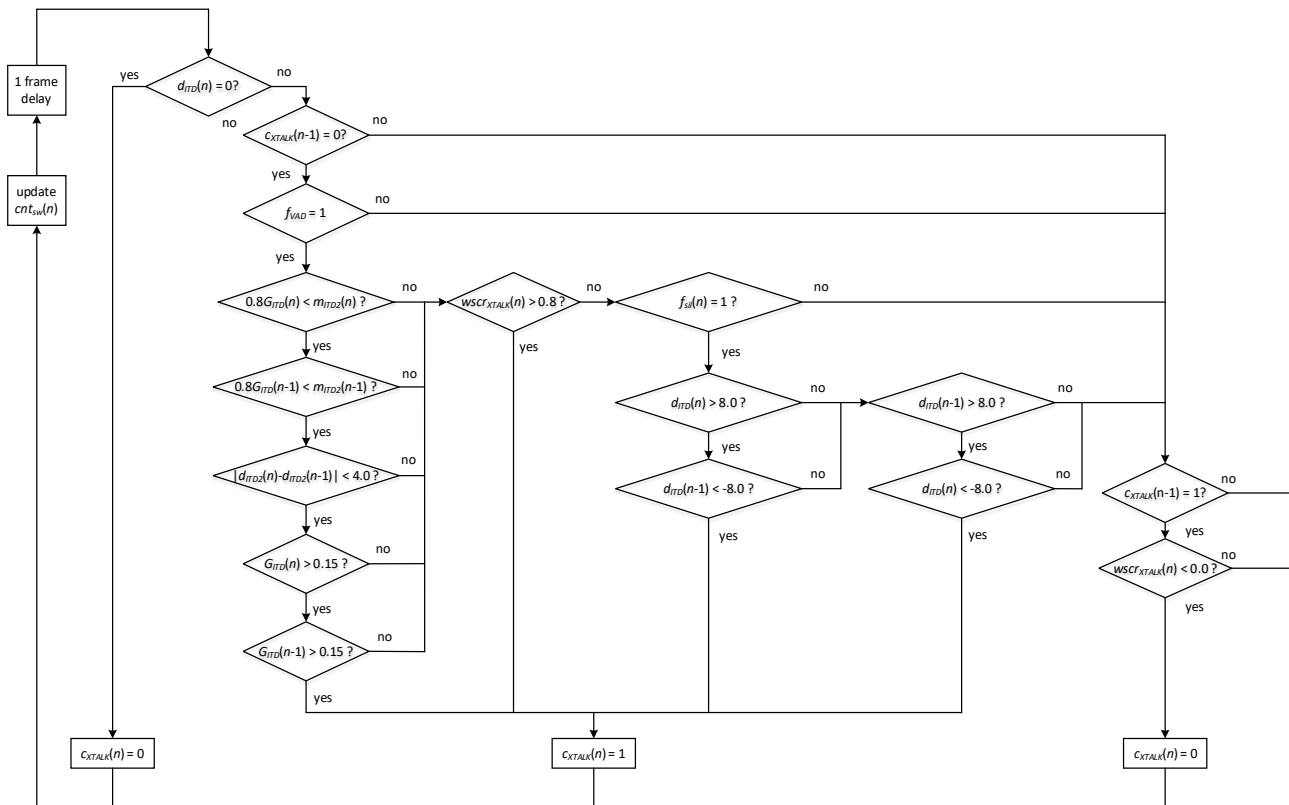 yes
d_ITD(n) = 0?
no
1 frame
delay
no
c_XTALK(n-1) = 0?
no
yes
update
cnt_sw(n)
f_VAD = 1
no
yes
0.8G_ITD(n) < m_ITD2(n) ?
no
wscr_XTALK(n) > 0.8 ?
no
f_sil(n) = 1 ?
no
yes
yes
yes
0.8G_ITD(n-1) < m_ITD2(n-1) ?
no
d_ITD(n) > 8.0 ?
no
d_ITD(n-1) > 8.0 ?
no
yes
yes
yes
|d_ITD2(n)-d_ITD2(n-1)| < 4.0 ?
no
d_ITD(n-1) < -8.0 ?
no
d_ITD(n) < -8.0 ?
no
c_XTALK(n-1) = 1?
no
yes
yes
yes
yes
G_ITD(n) > 0.15 ?
no
wscr_XTALK(n) < 0.0 ?
no
yes
yes
G_ITD(n-1) > 0.15 ?
no
yes
c_XTALK(n) = 0
c_XTALK(n) = 1
c_XTALK(n) = 0